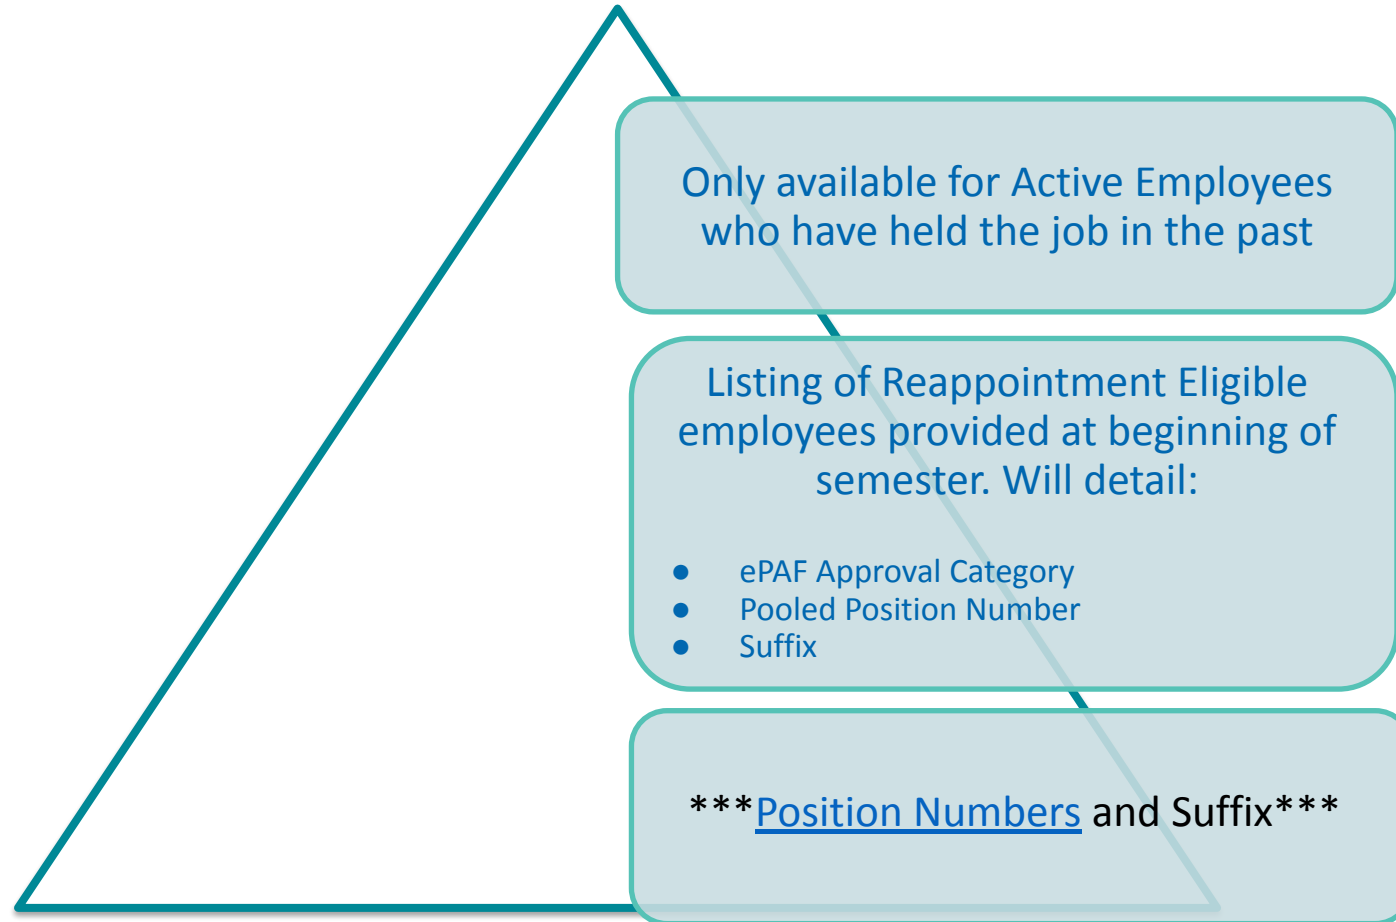 Only available for Active Employees
who have held the job in the past
Listing of Reappointment Eligible
employees provided at beginning of
semester. Will detail:
● ePAF Approval Category
● Pooled Position Number
● Suffix
***Position Numbers and Suffix***